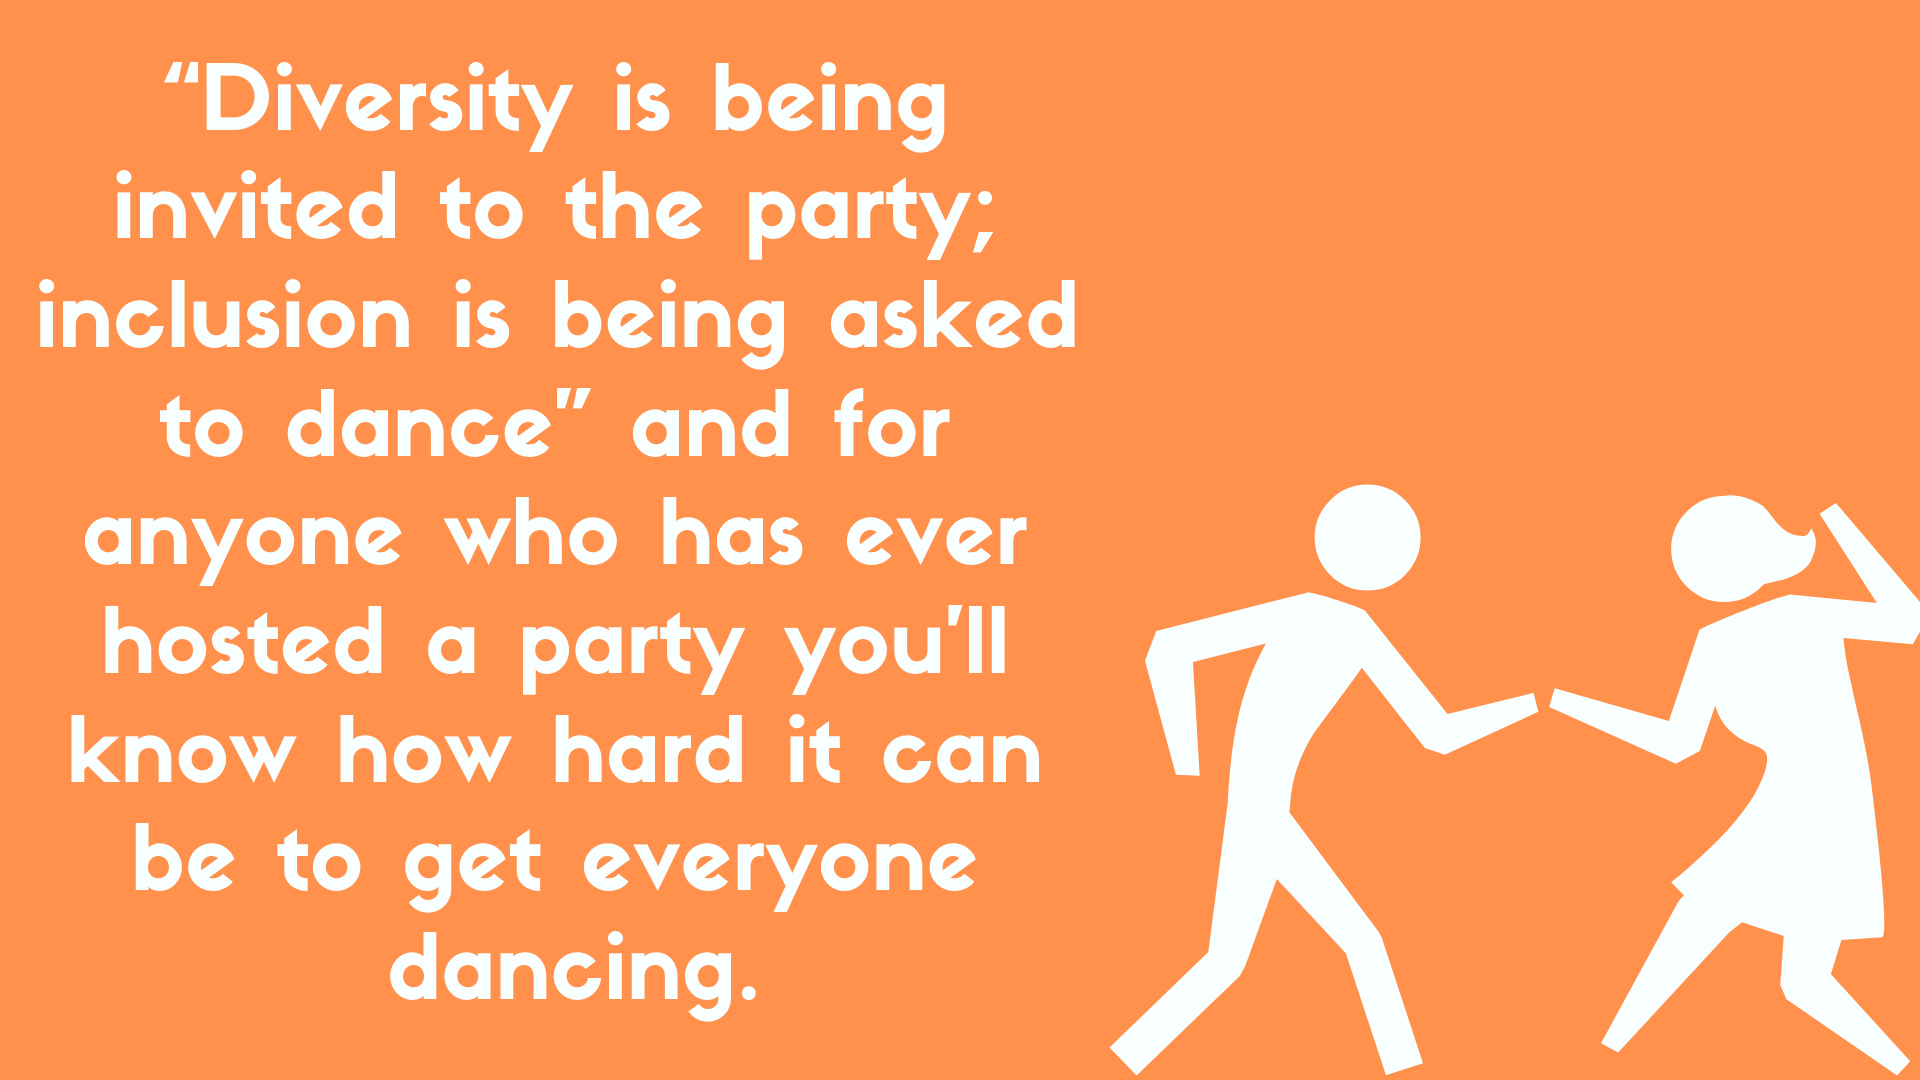 “Diversity is being
invited to the party;
inclusion is being asked
to dance” and for
anyone who has ever
hosted a party you'll
know how hard it can
be to get everyone
dancing.